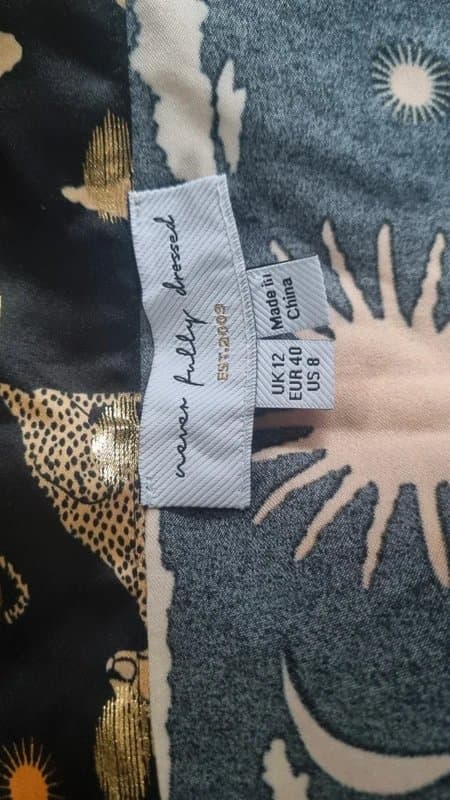 never fully dressed
EST.2009
UK 12
EUR 40
US 8
Made in
China